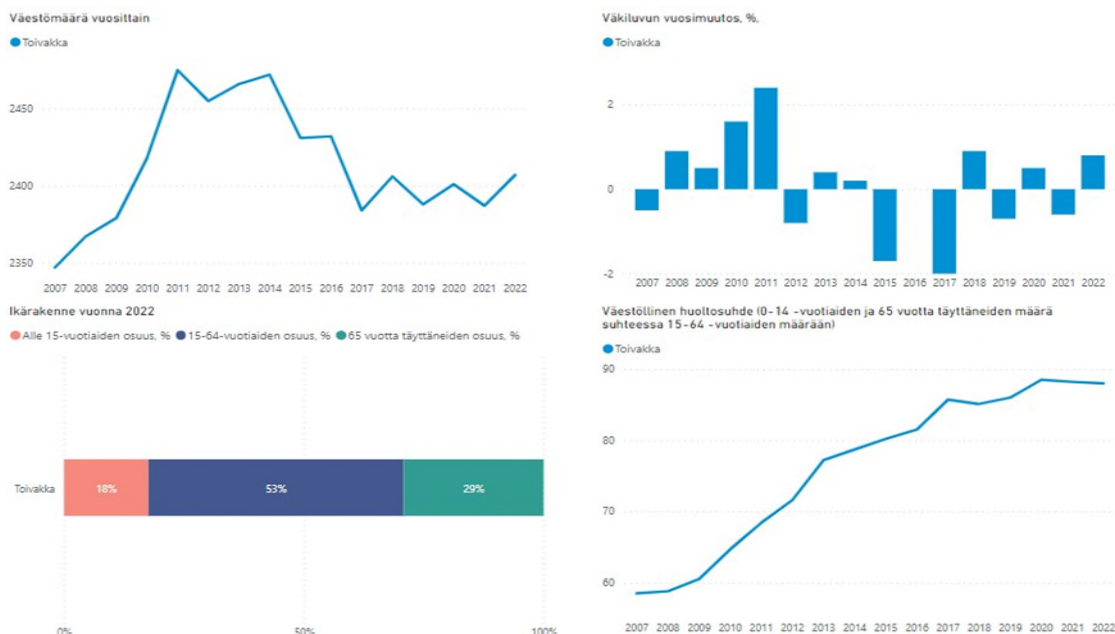 Väestömäärä vuosittain
Toivakka
2450
2400
2350
2007 2008 2009 2010 2011 2012 2013 2014 2015 2016 2017 2018 2019 2020 2021 2022
Väkiluvun vuosimuutos, %,
Toivakka
2
0
-2
2007 2008 2009 2010 2011 2012 2013 2014 2015 2016 2017 2018 2019 2020 2021 2022
Ikärakenne vuonna 2022
Alle 15-vuotiaiden osuus, % 15-64-vuotiaiden osuus, % 65 vuotta täyttäneiden osuus, %
Toivakka 18% 53% 29%
0% 50% 100%
Väestöllinen huoltosuhde (0-14 -vuotiaiden ja 65 vuotta täyttäneiden määrä
suhteessa 15-64 -vuotiaiden määrään)
Toivakka
90
80
70
60
2007 2008 2009 2010 2011 2012 2013 2014 2015 2016 2017 2018 2019 2020 2021 2022